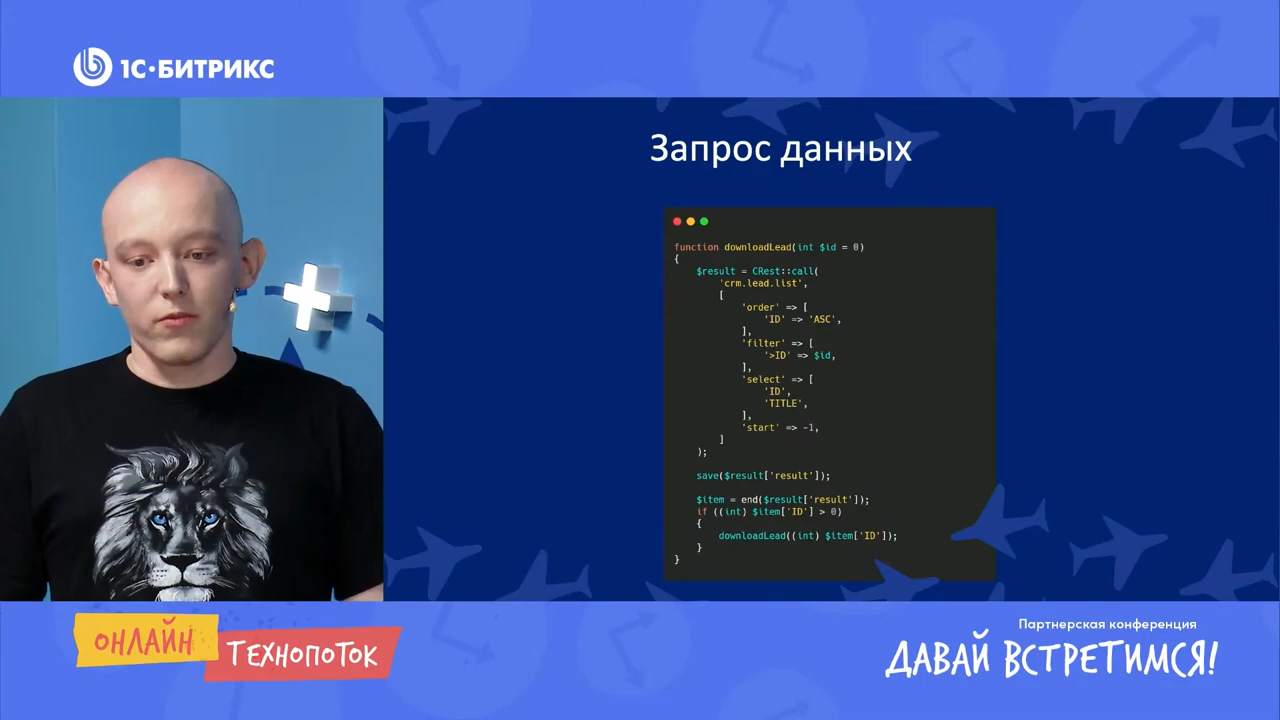 1С·БИТРИКС
Запрос данных
function downloadLead(int $id = 0)
{
    $result = CRest::call(
        'crm.lead.list',
        [
            'order' => [
                'ID' => 'ASC',
            ],
            'filter' => [
                '>ID' => $id,
            ],
            'select' => [
                'ID',
                'TITLE',
            ],
            'start' => -1,
        ]
    );
    save($result['result']);
    $item = end($result['result']);
    if ((int) $item['ID'] > 0)
    {
        downloadLead((int) $item['ID']);
    }
}
ОНЛАЙН
ТЕХНОПОТОК
Партнерская конференция
ДАВАЙ ВСТРЕТИМСЯ!